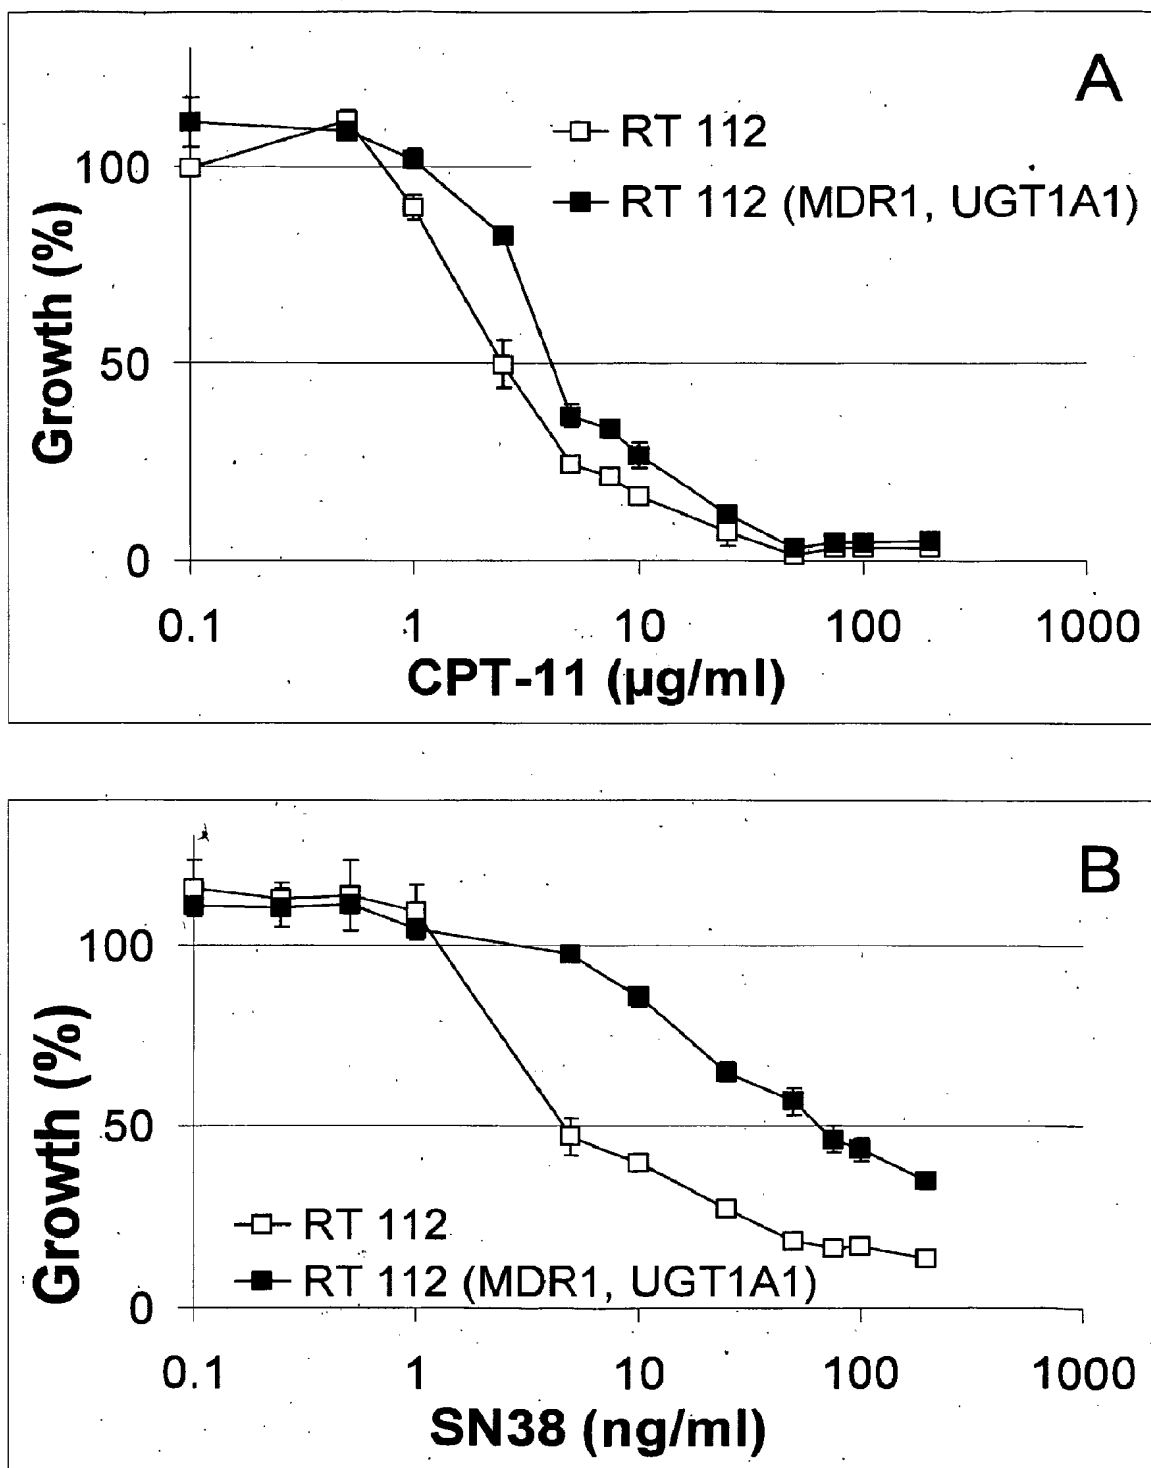 A
RT 112
RT 112 (MDR1, UGT1A1)
Growth (%)
100
50
0
0.1 1 10 100 1000
CPT-11 (µg/ml)
B
Growth (%)
100
50
0
RT 112
RT 112 (MDR1, UGT1A1)
0.1 1 10 100 1000
SN38 (ng/ml)